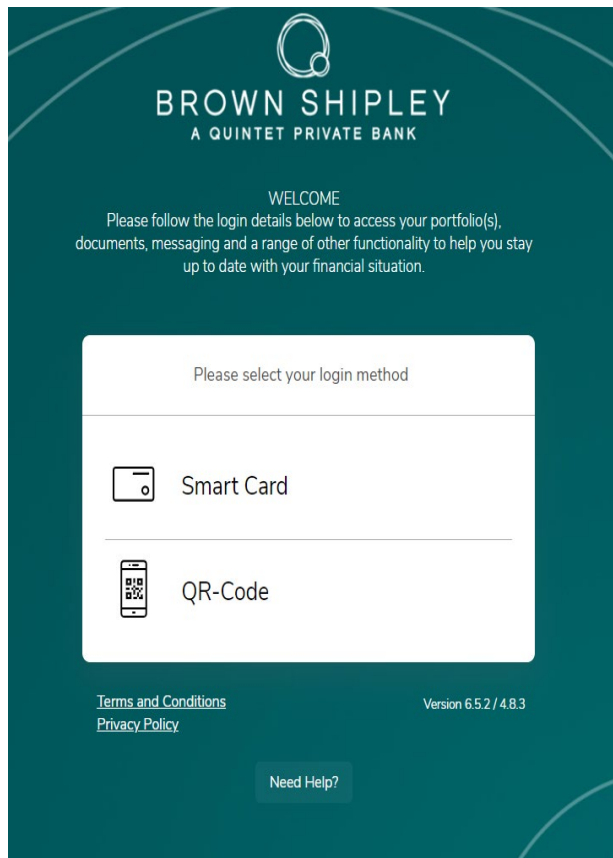 BROWN SHIPLEY
A QUINTET PRIVATE BANK
WELCOME
Please follow the login details below to access your portfolio(s),
documents, messaging and a range of other functionality to help you stay
up to date with your financial situation.
Please select your login method
Smart Card
QR-Code
Terms and Conditions
Version 6.5.2 / 4.8.3
Privacy Policy
Need Help?